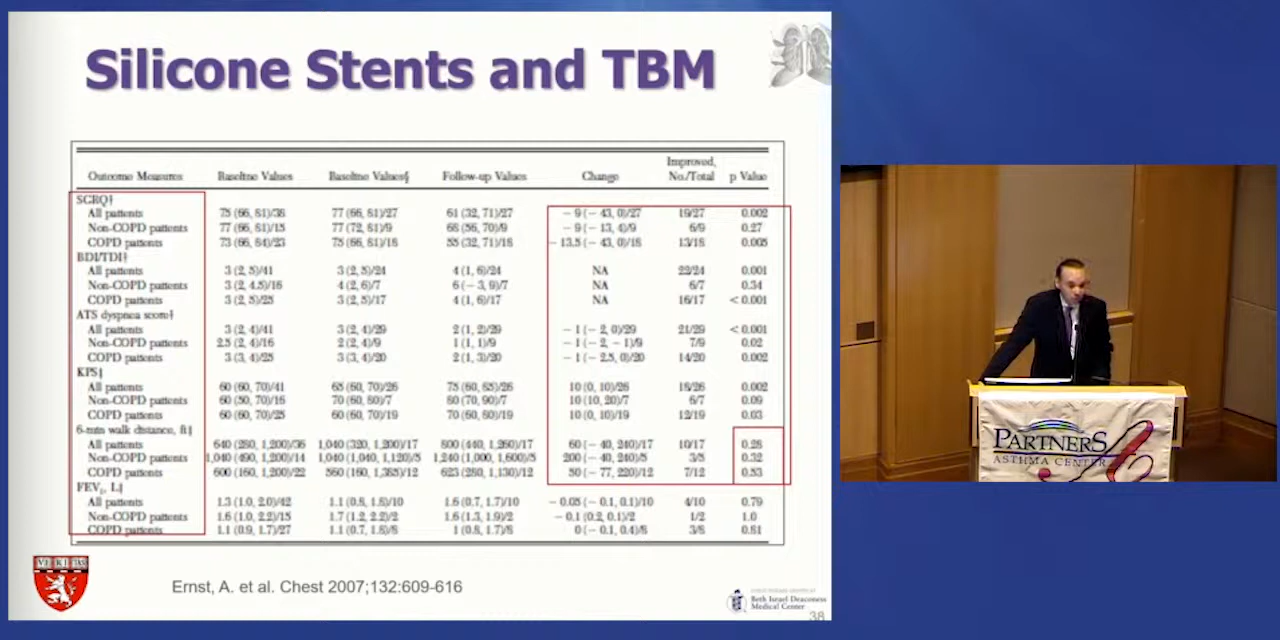 Silicone Stents and TBM
Outcome Measures Baseline Values Baseline Values§ Follow-up Values Change Improved, No./Total p Value
SGRQ†
All patients 75 (66, 81)/38 77 (66, 81)/27 61 (32, 71)/27 − 9 (− 43, 0)/27 19/27 0.002
Non-COPD patients 77 (66, 81)/15 77 (72, 81)/9 68 (56, 70)/9 − 9 (− 13, 4)/9 6/9 0.27
COPD patients 73 (66, 84)/23 75 (66, 81)/18 55 (32, 71)/18 − 13.5 (− 43, 0)/18 13/18 0.005
BDI/TDI‡
All patients 3 (2, 5)/41 3 (2, 5)/24 4 (1, 6)/24 NA 22/24 0.001
Non-COPD patients 3 (2, 4.5)/16 4 (2, 6)/7 6 (− 3, 9)/7 NA 6/7 0.34
COPD patients 3 (2, 5)/25 3 (2, 5)/17 4 (1, 6)/17 NA 16/17 < 0.001
ATS dyspnea score†
All patients 3 (2, 4)/41 3 (2, 4)/29 2 (1, 2)/29 − 1 (− 2, 0)/29 21/29 < 0.001
Non-COPD patients 2.5 (2, 4)/16 2 (2, 4)/9 1 (1, 1)/9 − 1 (− 2, − 1)/9 7/9 0.02
COPD patients 3 (3, 4)/25 3 (3, 4)/20 2 (1, 3)/20 − 1 (− 2.5, 0)/20 14/20 0.002
KPS‡
All patients 60 (60, 70)/41 65 (60, 70)/26 75 (60, 85)/26 10 (0, 10)/26 18/26 0.002
Non-COPD patients 60 (50, 70)/16 70 (60, 80)/7 80 (70, 90)/7 10 (10, 20)/7 6/7 0.09
COPD patients 60 (60, 70)/25 60 (60, 70)/19 70 (60, 80)/19 10 (0, 10)/19 12/19 0.03
6-min walk distance, ft‡
All patients 640 (280, 1,200)/36 1,040 (320, 1,200)/17 800 (440, 1,260)/17 60 (− 40, 240)/17 10/17 0.28
Non-COPD patients 1,040 (490, 1,200)/14 1,040 (1,040, 1,120)/5 1,240 (1,000, 1,600)/5 200 (− 40, 240)/5 3/5 0.32
COPD patients 600 (160, 1,200)/22 560 (160, 1,385)/12 623 (280, 1,130)/12 50 (− 77, 220)/12 7/12 0.53
FEV1, L‡
All patients 1.3 (1.0, 2.0)/42 1.1 (0.8, 1.8)/10 1.6 (0.7, 1.7)/10 − 0.05 (− 0.1, 0.1)/10 4/10 0.79
Non-COPD patients 1.6 (1.0, 2.2)/15 1.7 (1.2, 2.2)/2 1.6 (1.3, 1.9)/2 − 0.1 (0.2, 0.1)/2 1/2 1.0
COPD patients 1.1 (0.9, 1.7)/27 1.1 (0.7, 1.8)/8 1 (0.8, 1.7)/8 0 (− 0.1, 0.4)/8 3/8 0.81
VERITAS
Ernst, A. et al. Chest 2007;132:609-616
Beth Israel Deaconess
Medical Center
38
PARTNERS
ASTHMA CENTER